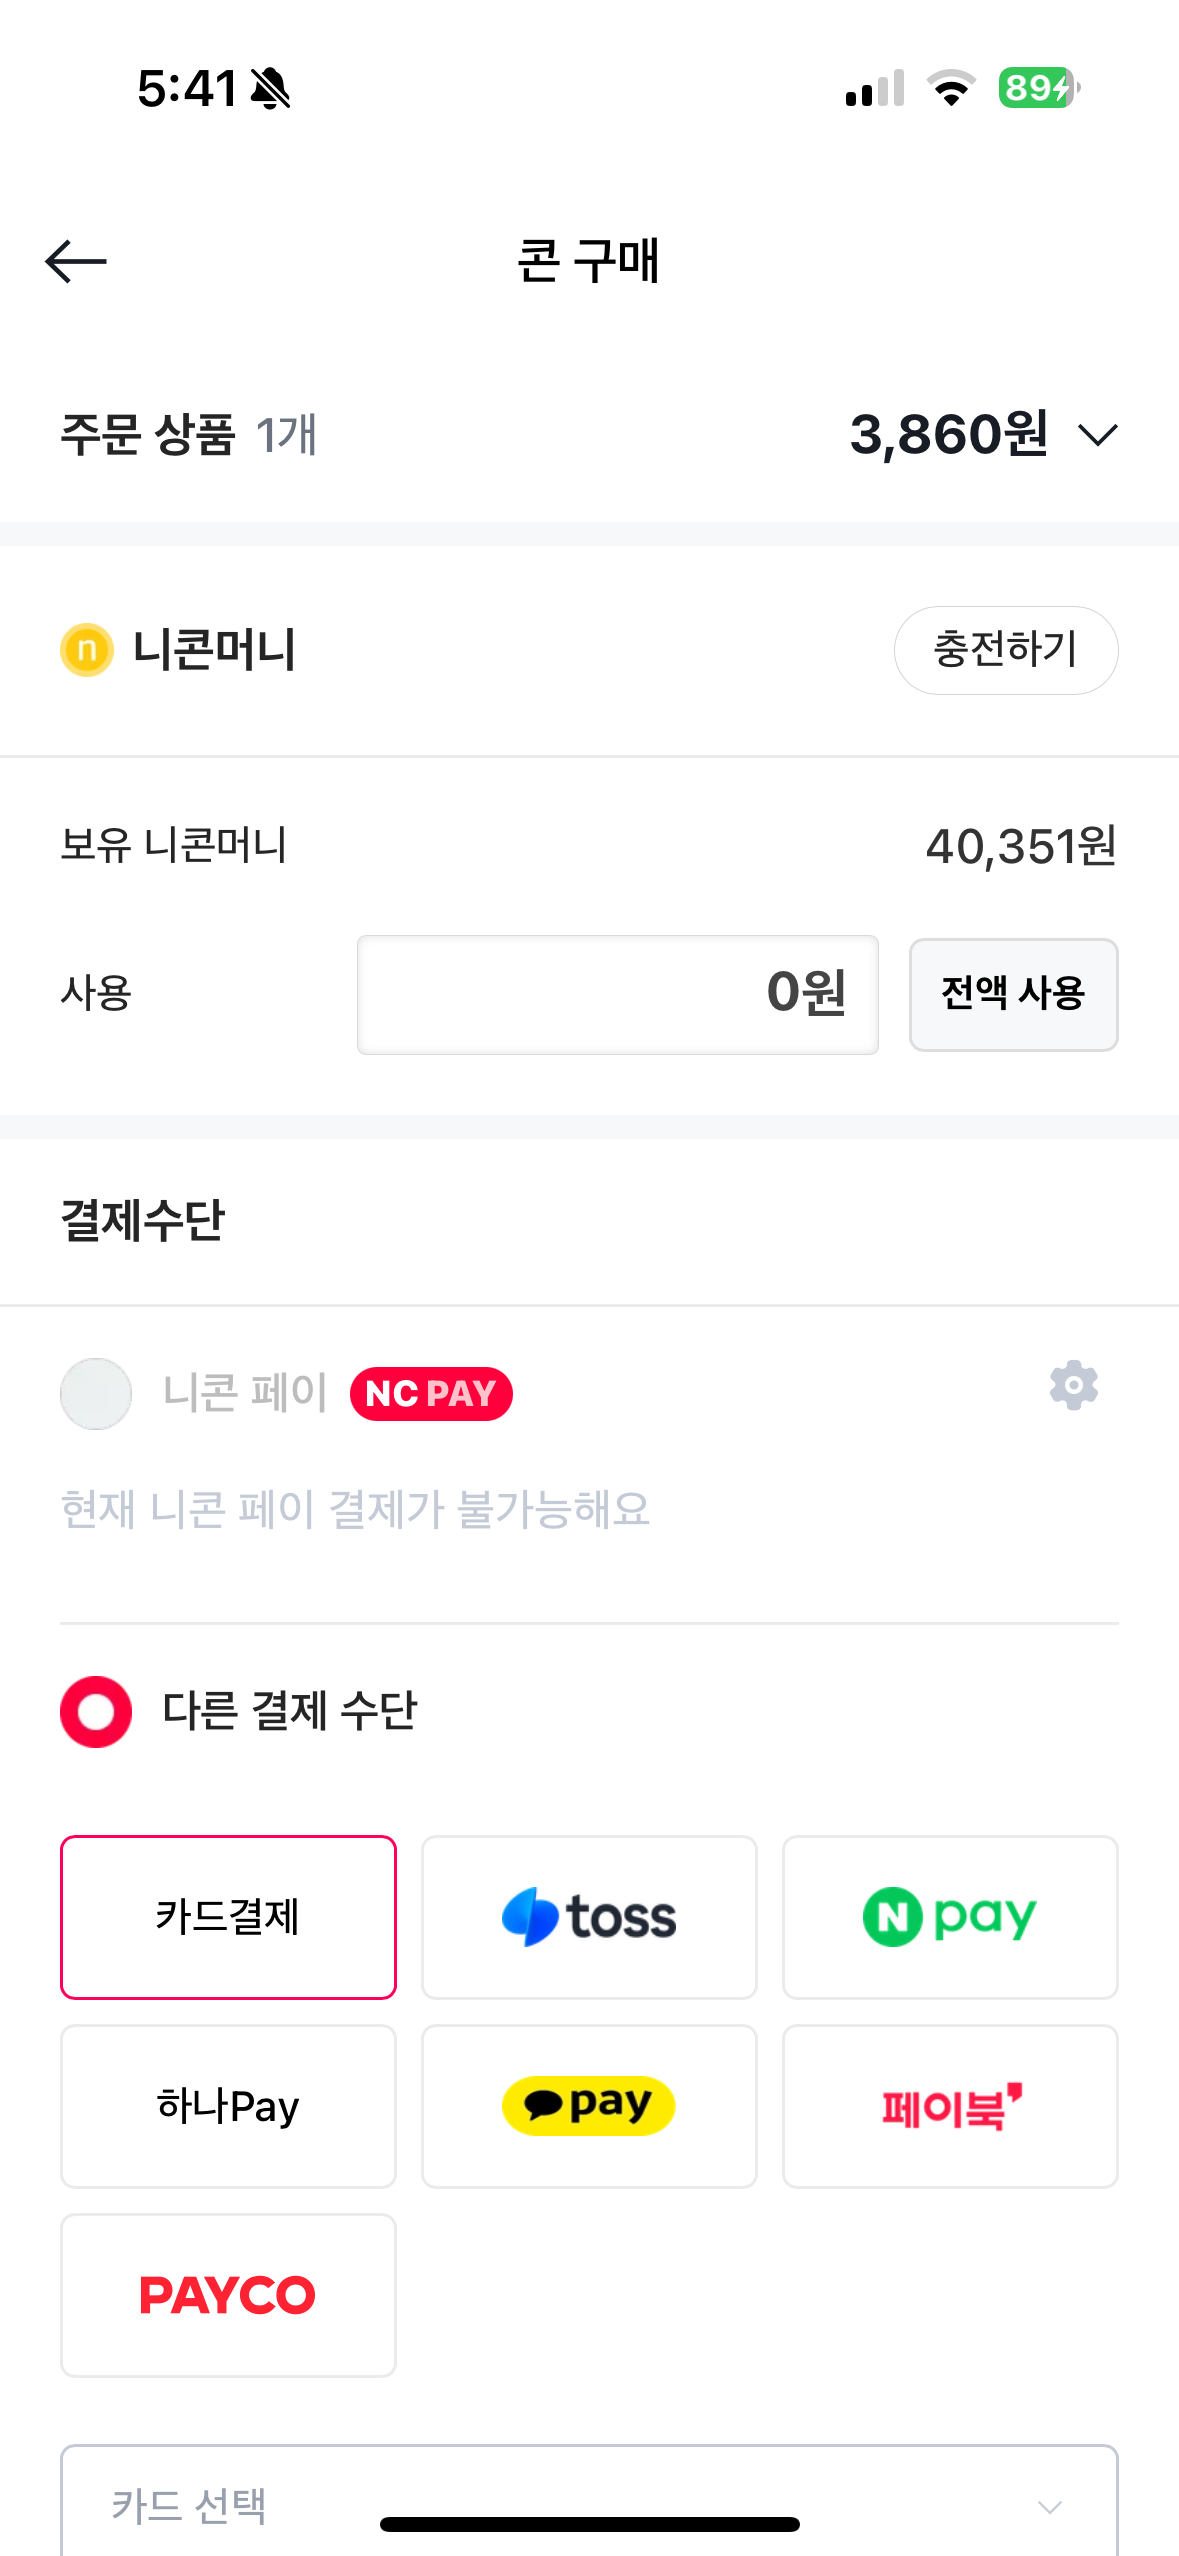 5:41
89
콘 구매
주문 상품 1개 3,860원
n 니콘머니 충전하기
보유 니콘머니 40,351원
사용 0원 전액 사용
결제수단
니콘 페이 NC PAY
현재 니콘 페이 결제가 불가능해요
다른 결제 수단
카드결제 toss N pay
하나Pay pay 페이북
PAYCO
카드 선택